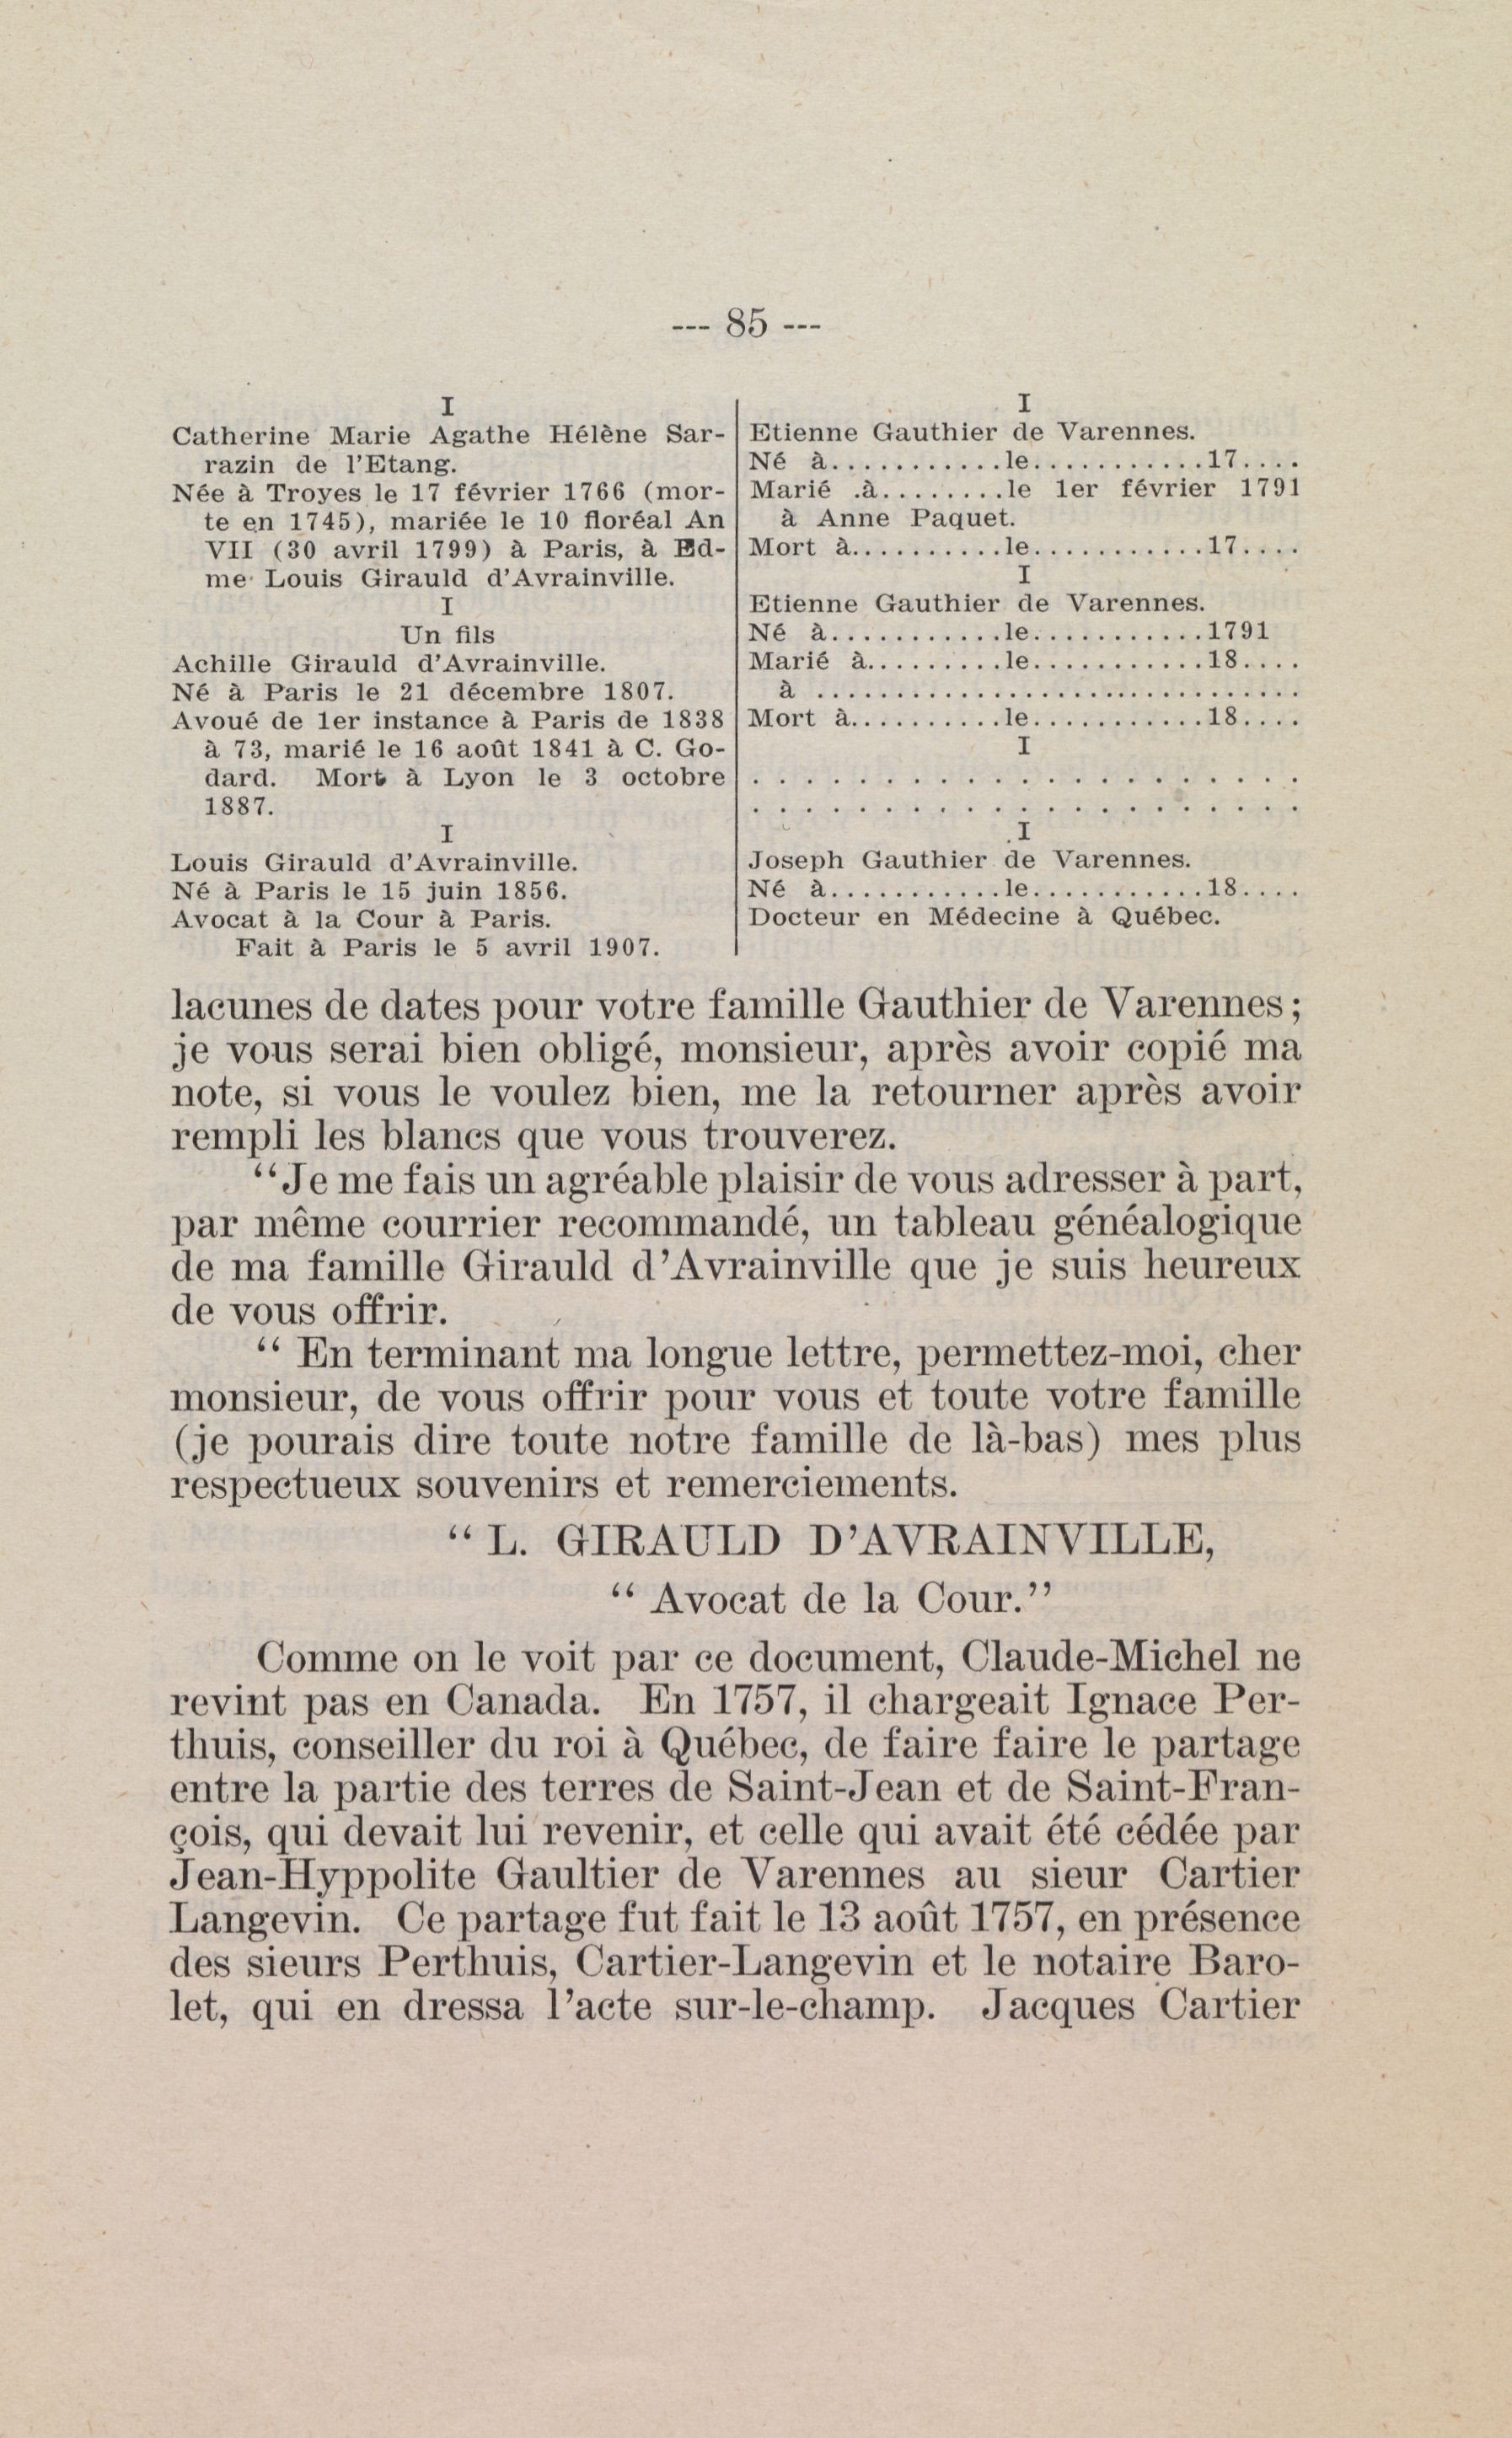 --- 85 ---
I
Catherine Marie Agathe Hélène Sar-
razin de l'Etang.
Née à Troyes le 17 février 1766 (mor-
te en 1745), mariée le 10 floréal An
VII (30 avril 1799) à Paris, à Ed-
me Louis Girauld d'Avrainville.
I
Un fils
Achille Girauld d'Avrainville.
Né à Paris le 21 décembre 1807.
Avoué de 1er instance à Paris de 1838
à 73, marié le 16 août 1841 à C. Go-
dard. Mort à Lyon le 3 octobre
1887.
I
Louis Girauld d'Avrainville.
Né à Paris le 15 juin 1856.
Avocat à la Cour à Paris.
Fait à Paris le 5 avril 1907.
I
Etienne Gauthier de Varennes.
Né à...........le...........17....
Marié .à........le 1er février 1791
à Anne Paquet.
Mort à..........le...........17....
I
Etienne Gauthier de Varennes.
Né à...........le...........1791
Marié à.........le...........18....
à ..............................
Mort à..........le...........18....
I
. . . . . . . . . . . . . . . . . . . . .
. . . . . . . . . . . . . . . . . . . . .
I
Joseph Gauthier de Varennes.
Né à...........le...........18....
Docteur en Médecine à Québec.
lacunes de dates pour votre famille Gauthier de Varennes;
je vous serai bien obligé, monsieur, après avoir copié ma
note, si vous le voulez bien, me la retourner après avoir
rempli les blancs que vous trouverez.
“Je me fais un agréable plaisir de vous adresser à part,
par même courrier recommandé, un tableau généalogique
de ma famille Girauld d'Avrainville que je suis heureux
de vous offrir.
“ En terminant ma longue lettre, permettez-moi, cher
monsieur, de vous offrir pour vous et toute votre famille
(je pourais dire toute notre famille de là-bas) mes plus
respectueux souvenirs et remerciements.
“ L. GIRAULD D'AVRAINVILLE,
“ Avocat de la Cour.”
Comme on le voit par ce document, Claude-Michel ne
revint pas en Canada. En 1757, il chargeait Ignace Per-
thuis, conseiller du roi à Québec, de faire faire le partage
entre la partie des terres de Saint-Jean et de Saint-Fran-
çois, qui devait lui revenir, et celle qui avait été cédée par
Jean-Hyppolite Gaultier de Varennes au sieur Cartier
Langevin. Ce partage fut fait le 13 août 1757, en présence
des sieurs Perthuis, Cartier-Langevin et le notaire Baro-
let, qui en dressa l'acte sur-le-champ. Jacques Cartier